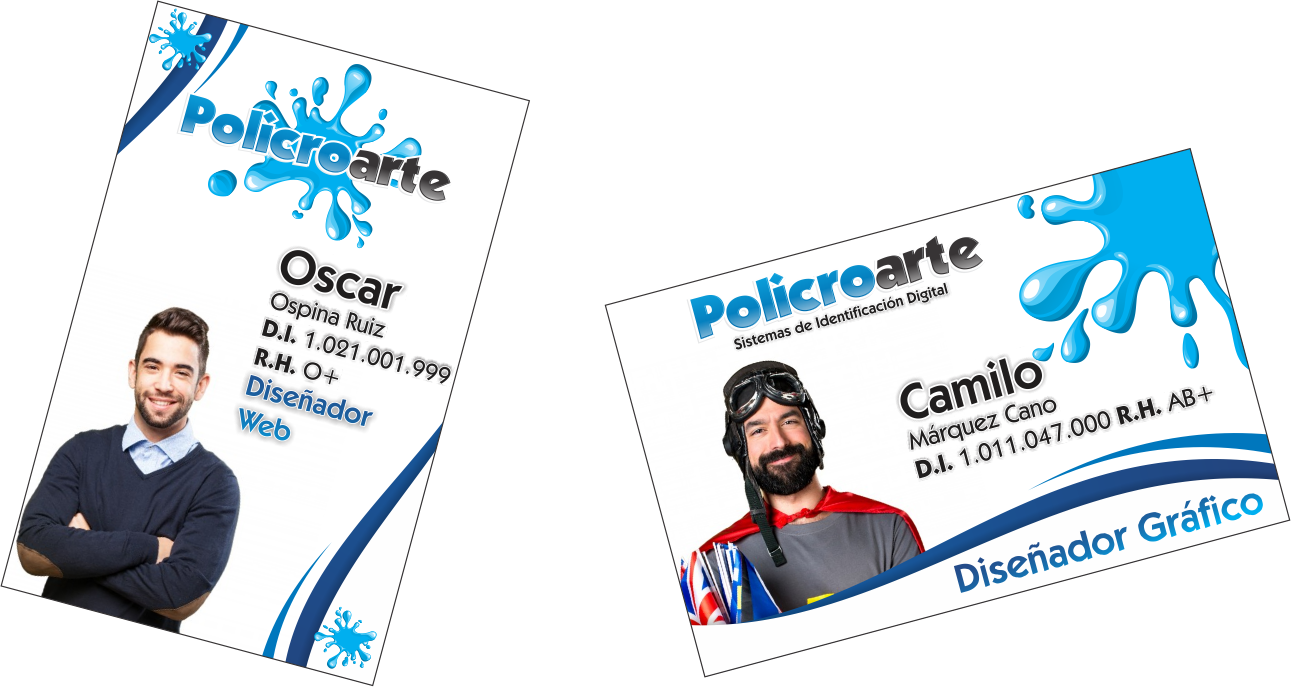 Policroarte
Oscar
Ospina Ruiz
D.I. 1.021.001.999
R.H. O+
Diseñador
Web
Policroarte
Sistemas de Identificación Digital
Camilo
Márquez Cano
D.I. 1.011.047.000 R.H. AB+
Diseñador Gráfico